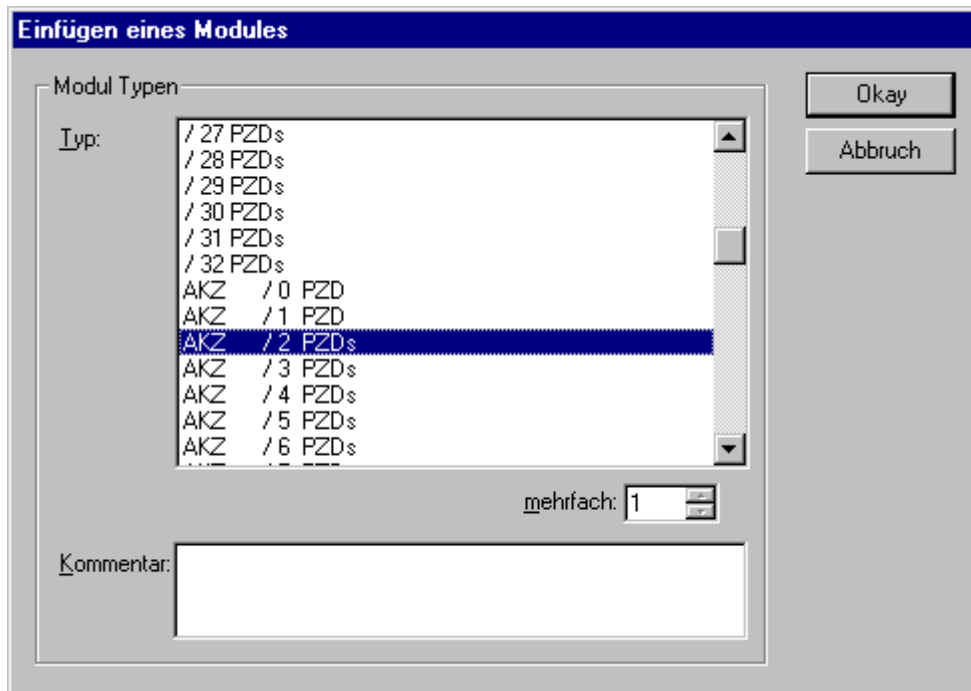 Einfügen eines Modules
Modul Typen
Okay
Typ:
/ 27 PZDs
Abbruch
/ 28 PZDs
/ 29 PZDs
/ 30 PZDs
/ 31 PZDs
/ 32 PZDs
AKZ / 0 PZD
AKZ / 1 PZD
AKZ / 2 PZDs
AKZ / 3 PZDs
AKZ / 4 PZDs
AKZ / 5 PZDs
AKZ / 6 PZDs
mehrfach: 1
Kommentar: